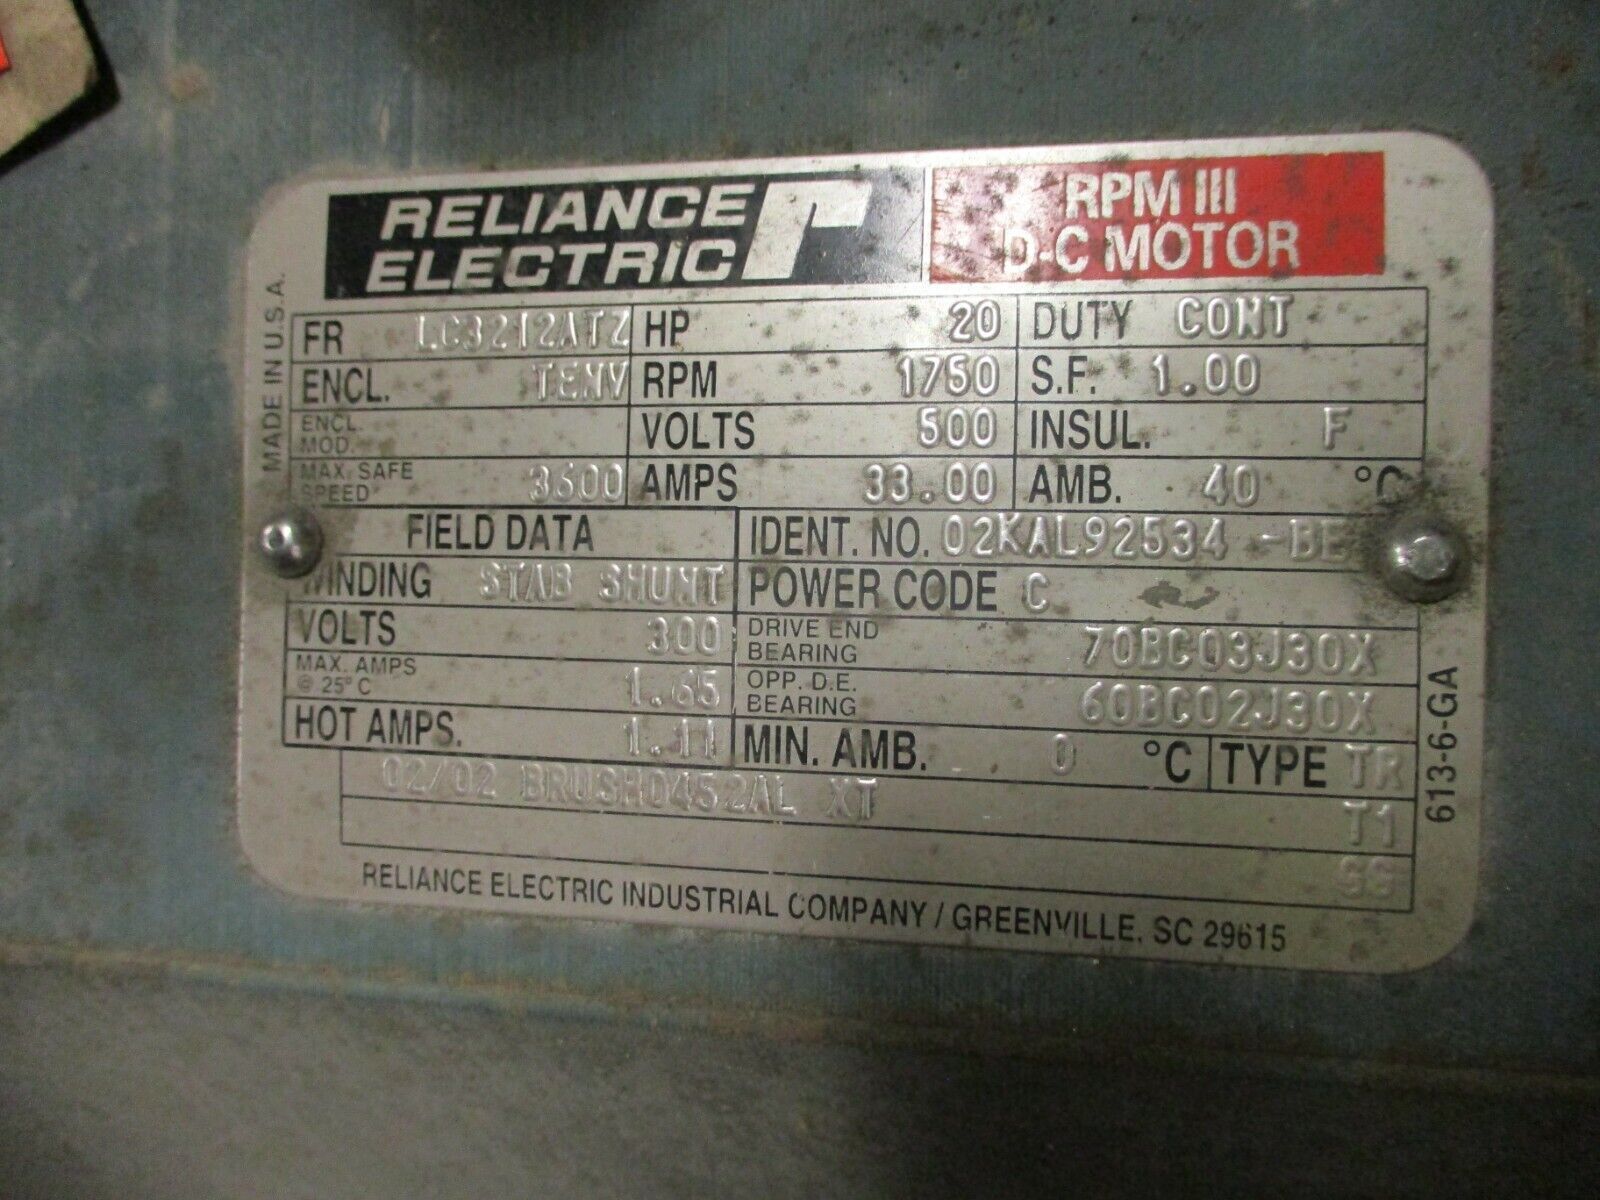 RELIANCE ELECTRIC
RPM III
D-C MOTOR
MADE IN U.S.A.
FR LC3212ATZ HP 20 DUTY CONT
ENCL. TENV RPM 1750 S.F. 1.00
ENCL. MOD. VOLTS 500 INSUL. F
MAX. SAFE SPEED 3600 AMPS 33.00 AMB. 40 °C
FIELD DATA IDENT. NO. 02KAL92534 -BE
WINDING STAB SHUNT POWER CODE C
VOLTS 300 DRIVE END BEARING 70BC03J30X
MAX. AMPS @ 25° C 1.65 OPP. D.E. BEARING 60BC02J30X
HOT AMPS. 1.11 MIN. AMB. 0 °C TYPE TR
02/02 BRUSH0452AL XT T1
SS
613-6-GA
RELIANCE ELECTRIC INDUSTRIAL COMPANY / GREENVILLE, SC 29615